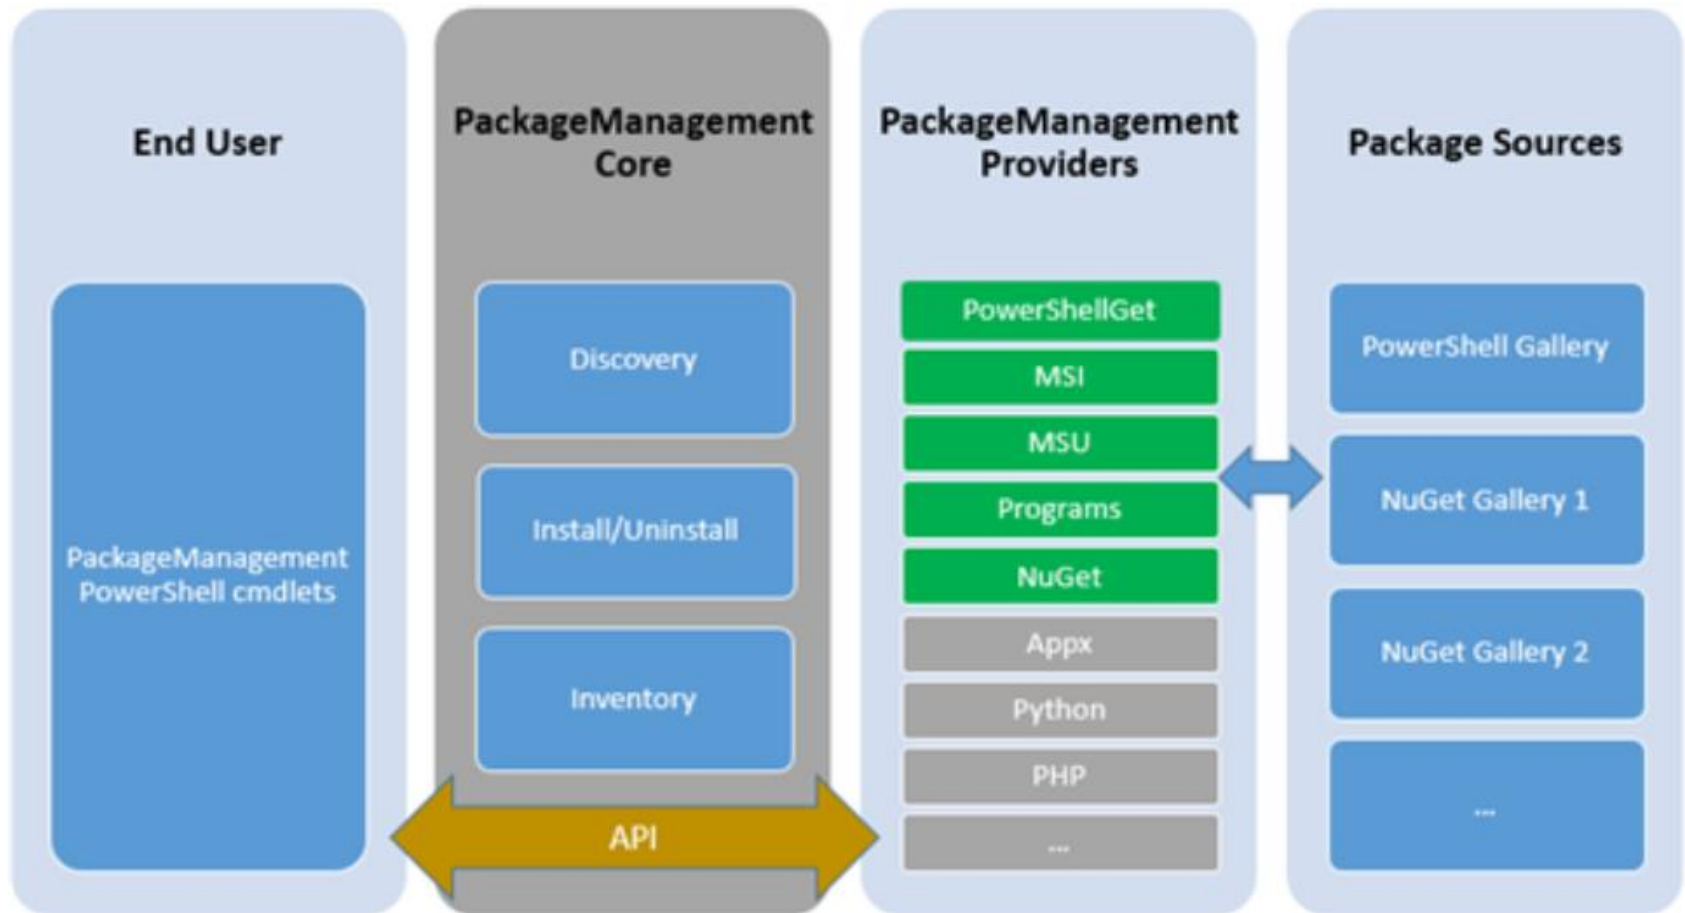 End User
PackageManagement
PowerShell cmdlets
PackageManagement
Core
Discovery
Install/Uninstall
Inventory
API
PackageManagement
Providers
PowerShellGet
MSI
MSU
Programs
NuGet
Appx
Python
PHP
...
Package Sources
PowerShell Gallery
NuGet Gallery 1
NuGet Gallery 2
...